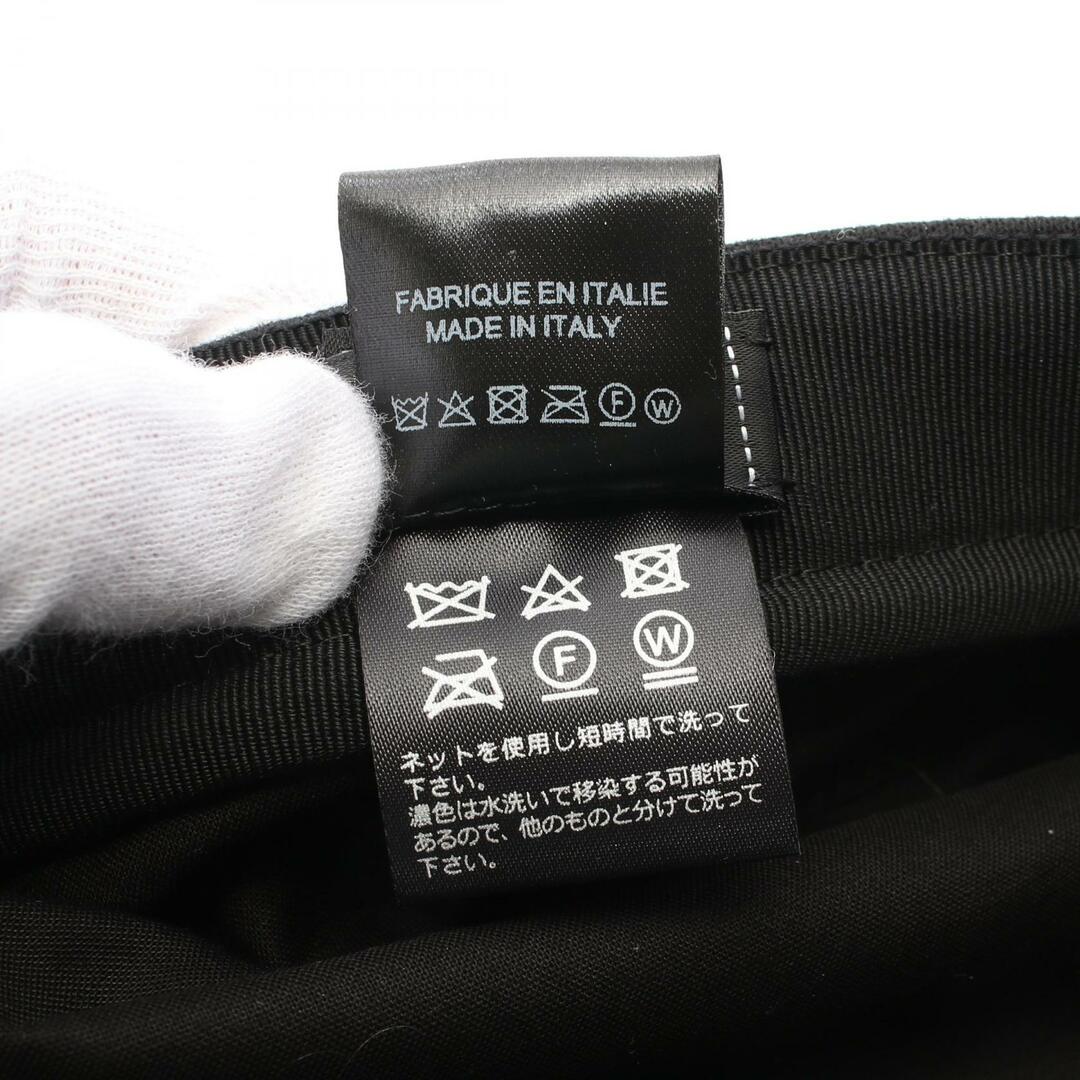 FABRIQUE EN ITALIE
MADE IN ITALY
F W
F W
ネットを使用し短時間で洗って
下さい。
濃色は水洗いで移染する可能性が
あるので、他のものと分けて洗って
下さい。